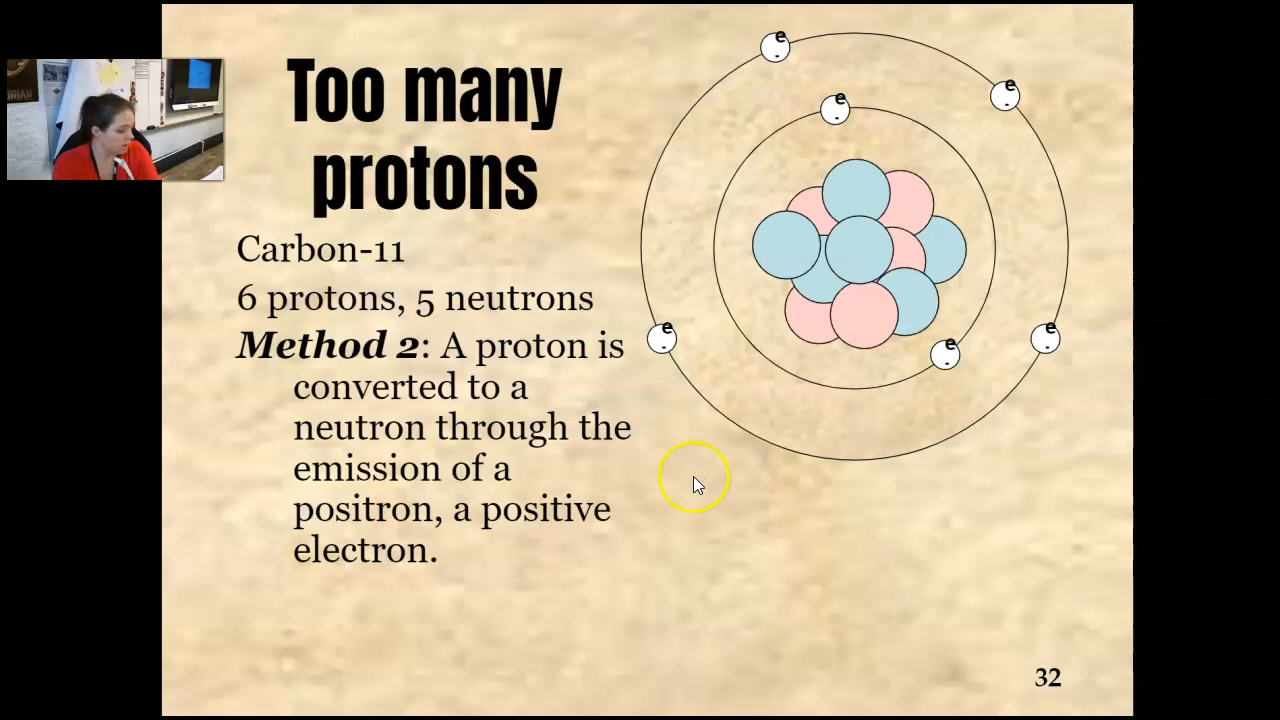 Too many
protons
Carbon-11
6 protons, 5 neutrons
Method 2: A proton is
converted to a
neutron through the
emission of a
positron, a positive
electron.
e
-
e
-
e
-
e
-
e
-
e
-
32